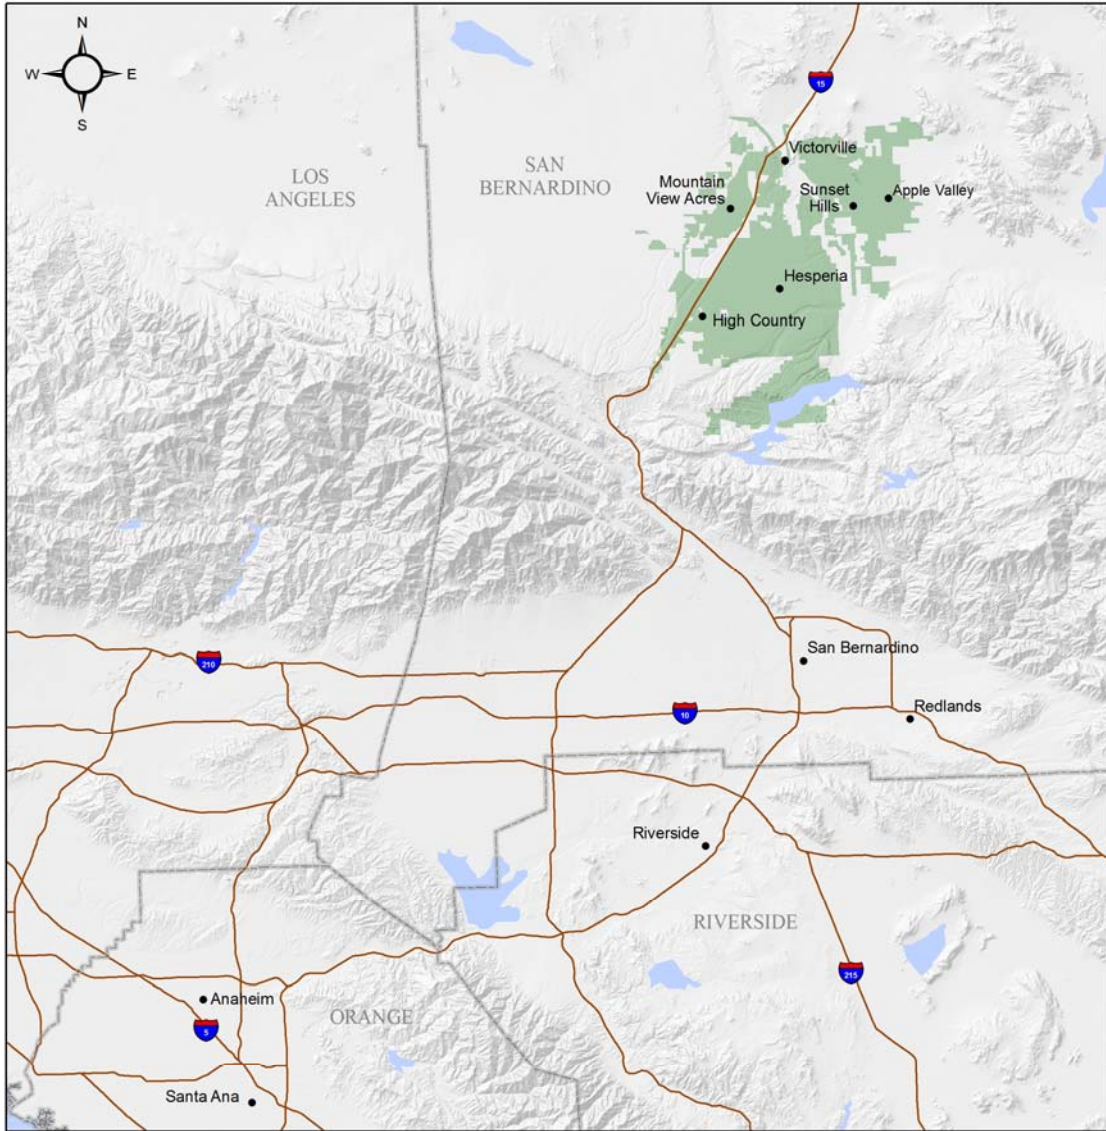 N
W
E
S
15
Victorville
LOS
ANGELES
SAN
BERNARDINO
Mountain
View Acres
Sunset
Hills
Apple Valley
Hesperia
High Country
210
San Bernardino
10
Redlands
Riverside
RIVERSIDE
215
Anaheim
ORANGE
5
Santa Ana